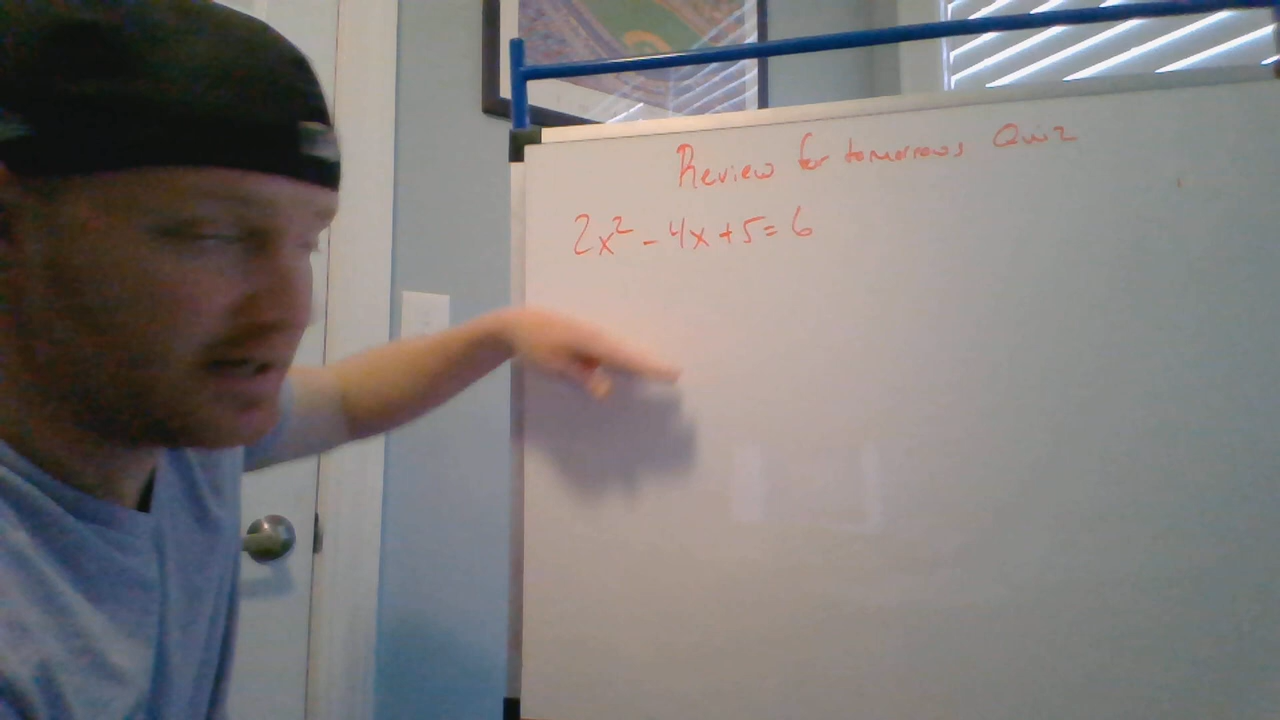 Review for tomorrows Quiz
2x² - 4x + 5 = 6